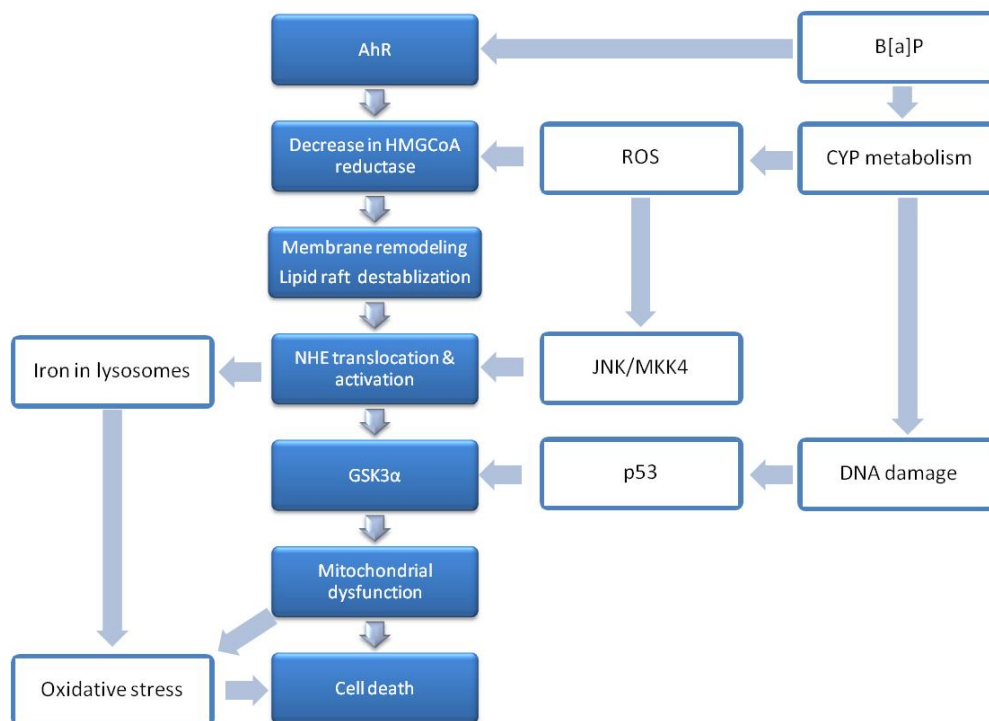 AhR
B[a]P
Decrease in HMGCoA
reductase
ROS
CYP metabolism
Membrane remodeling
Lipid raft destablization
Iron in lysosomes
NHE translocation &
activation
JNK/MKK4
GSK3α
p53
DNA damage
Mitochondrial
dysfunction
Oxidative stress
Cell death